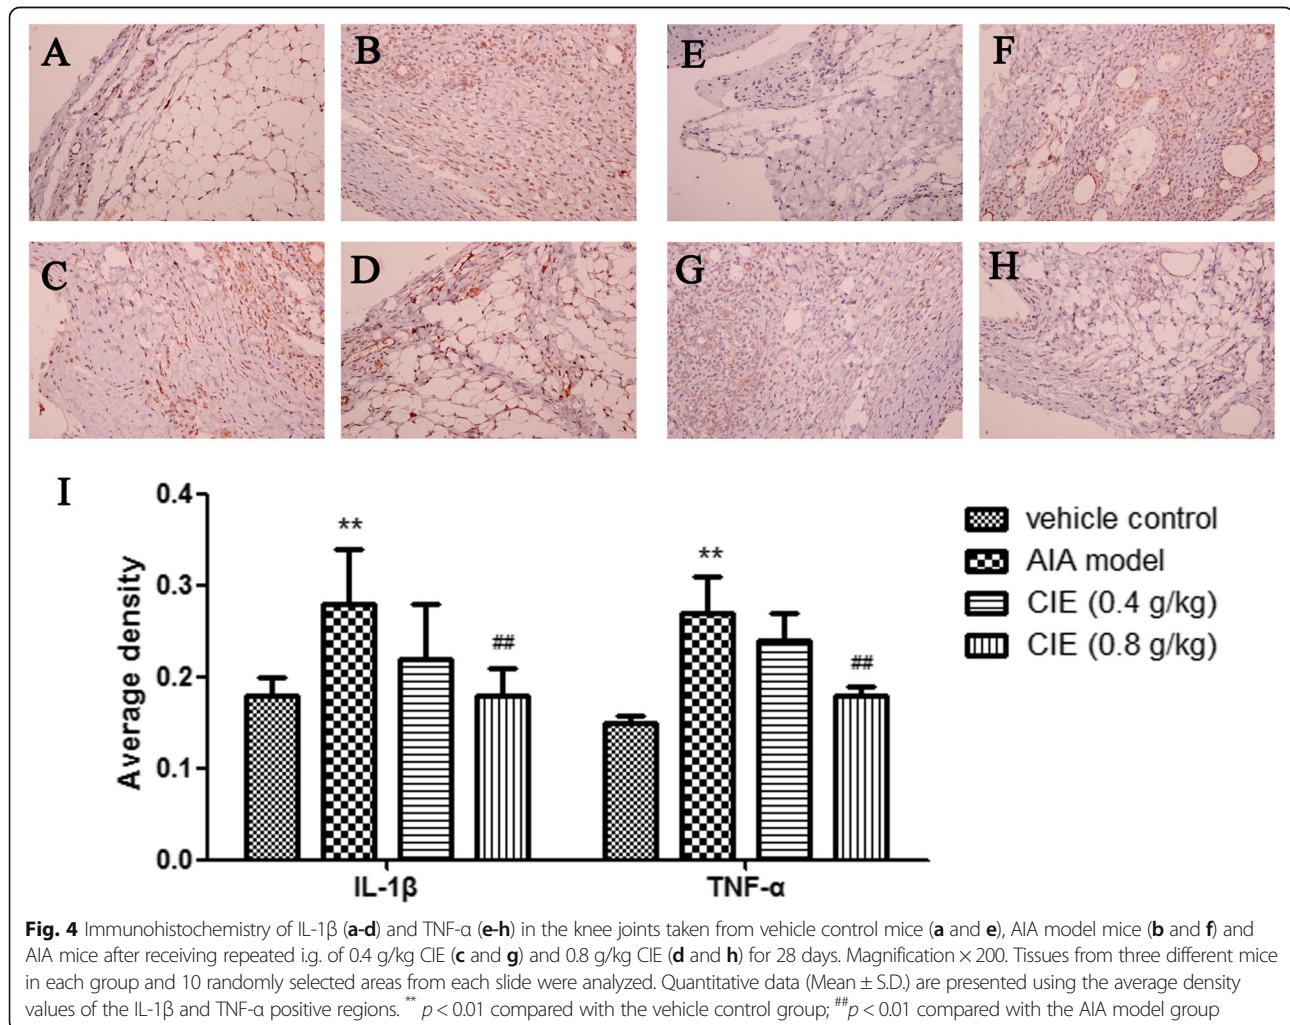 A
B
E
F
C
D
G
H
I
0.4
0.3
0.2
0.1
0.0
Average density
**
##
**
##
IL-1β
TNF-α
vehicle control
AIA model
CIE (0.4 g/kg)
CIE (0.8 g/kg)
Fig. 4 Immunohistochemistry of IL-1β (a-d) and TNF-α (e-h) in the knee joints taken from vehicle control mice (a and e), AIA model mice (b and f) and
AIA mice after receiving repeated i.g. of 0.4 g/kg CIE (c and g) and 0.8 g/kg CIE (d and h) for 28 days. Magnification × 200. Tissues from three different mice
in each group and 10 randomly selected areas from each slide were analyzed. Quantitative data (Mean ± S.D.) are presented using the average density
values of the IL-1β and TNF-α positive regions. ** p < 0.01 compared with the vehicle control group; ##p < 0.01 compared with the AIA model group